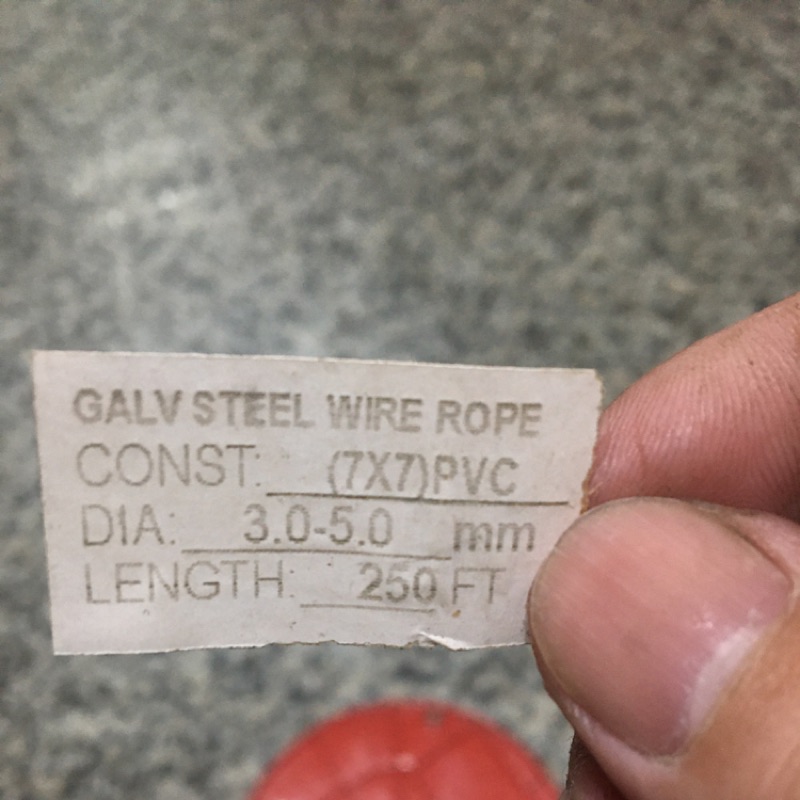 GALV STEEL WIRE ROPE
CONST: (7X7)PVC
DIA: 3.0-5.0 mm
LENGTH: 250 FT